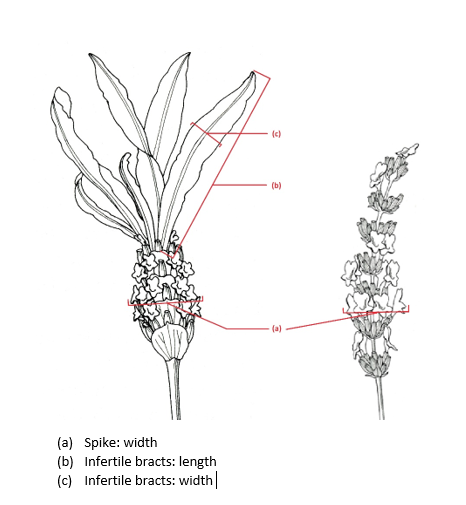 (c)
(b)
(a)
(a) Spike: width
(b) Infertile bracts: length
(c) Infertile bracts: width